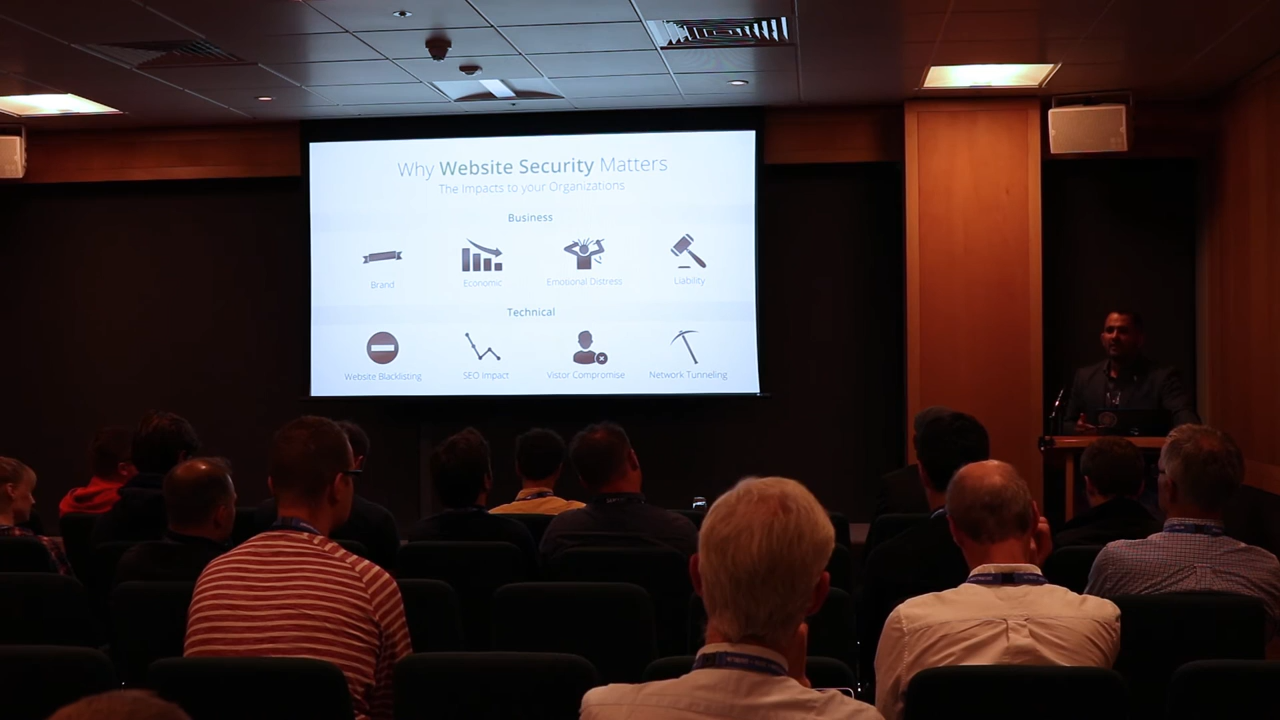 Why Website Security Matters
The Impacts to your Organizations
Business
Brand Economic Emotional Distress Liability
Technical
Website Blacklisting SEO Impact Vistor Compromise Network Tunneling